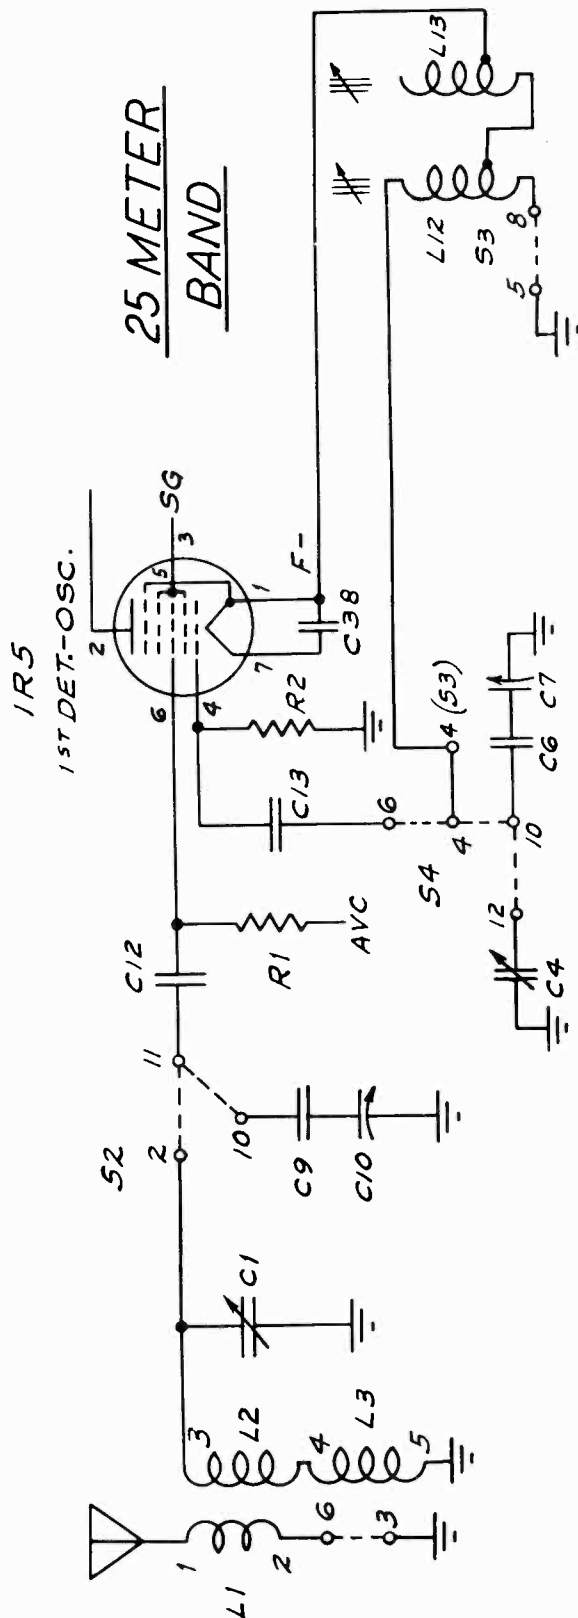 25 METER
BAND
1R5
1ST DET.-OSC.
2
5
SG
3
6
4
7
1
F-
C38
R2
C13
C12
R1
AVC
11
S2
2
10
C9
C10
C1
3
L2
4
L3
5
1
L1
2
6
3
6
S4
4
4 (S3)
10
C6
C7
12
C4
L12
L13
S3
8
5